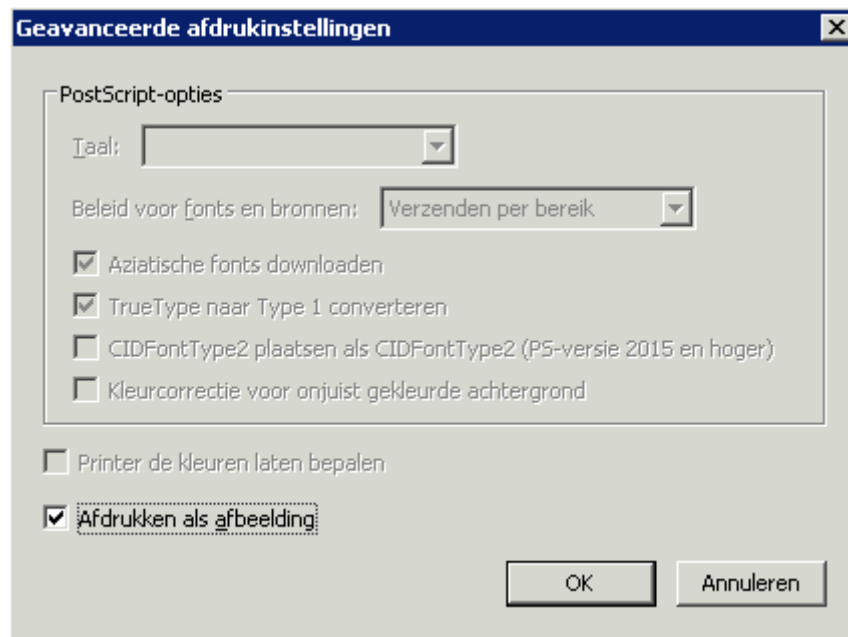 Geavanceerde afdrukinstellingen
PostScript-opties
Taal:
Beleid voor fonts en bronnen: Verzenden per bereik
Aziatische fonts downloaden
TrueType naar Type 1 converteren
CIDFontType2 plaatsen als CIDFontType2 (PS-versie 2015 en hoger)
Kleurcorrectie voor onjuist gekleurde achtergrond
Printer de kleuren laten bepalen
Afdrukken als afbeelding
OK Annuleren